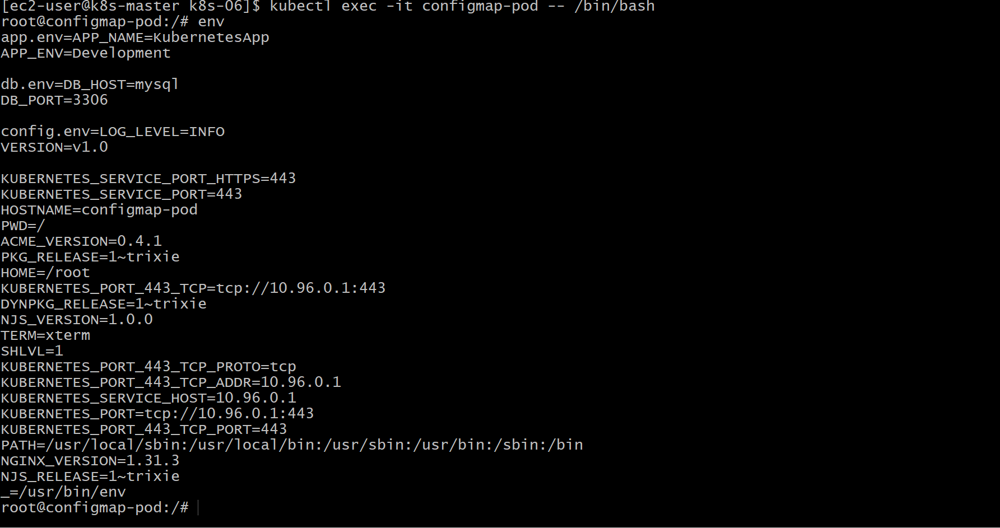 [ec2-user@k8s-master k8s-06]$ kubectl exec -it configmap-pod -- /bin/bash
root@configmap-pod:/# env
app.env=APP_NAME=KubernetesApp
APP_ENV=Development
db.env=DB_HOST=mysql
DB_PORT=3306
config.env=LOG_LEVEL=INFO
VERSION=v1.0
KUBERNETES_SERVICE_PORT_HTTPS=443
KUBERNETES_SERVICE_PORT=443
HOSTNAME=configmap-pod
PWD=/
ACME_VERSION=0.4.1
PKG_RELEASE=1~trixie
HOME=/root
KUBERNETES_PORT_443_TCP=tcp://10.96.0.1:443
DYNPKG_RELEASE=1~trixie
NJS_VERSION=1.0.0
TERM=xterm
SHLVL=1
KUBERNETES_PORT_443_TCP_PROTO=tcp
KUBERNETES_PORT_443_TCP_ADDR=10.96.0.1
KUBERNETES_SERVICE_HOST=10.96.0.1
KUBERNETES_PORT=tcp://10.96.0.1:443
KUBERNETES_PORT_443_TCP_PORT=443
PATH=/usr/local/sbin:/usr/local/bin:/usr/sbin:/usr/bin:/sbin:/bin
NGINX_VERSION=1.31.3
NJS_RELEASE=1~trixie
_=/usr/bin/env
root@configmap-pod:/#